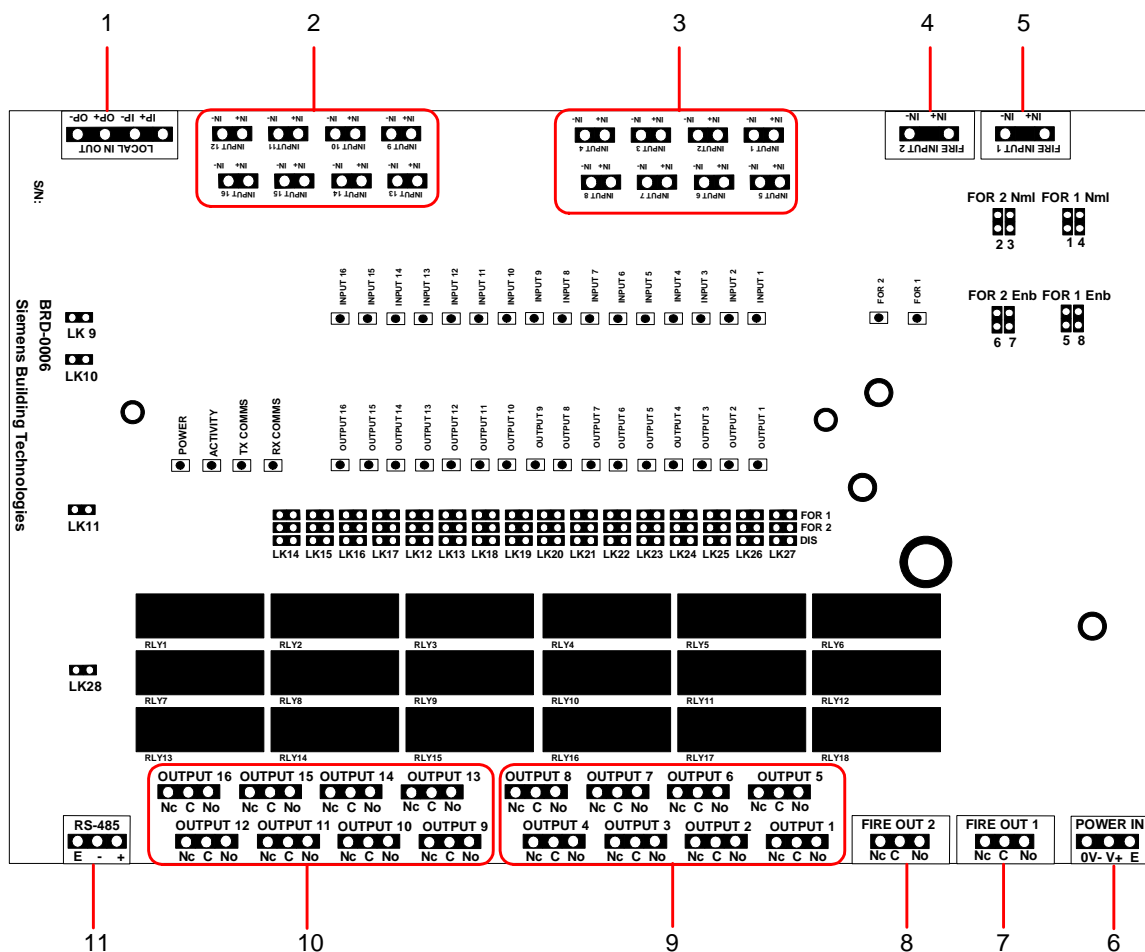 1 2 3 4 5
OP- OP+ IP- IP+
LOCAL IN OUT
IN- IN+ IN- IN+ IN- IN+ IN- IN+
INPUT 12 INPUT11 INPUT 10 INPUT 9
IN- IN+ IN- IN+ IN- IN+ IN- IN+
INPUT 16 INPUT 15 INPUT 14 INPUT 13
IN- IN+ IN- IN+ IN- IN+ IN- IN+
INPUT 4 INPUT 3 INPUT2 INPUT 1
IN- IN+ IN- IN+ IN- IN+ IN- IN+
INPUT 8 INPUT 7 INPUT 6 INPUT 5
IN- IN+
FIRE INPUT 2
IN- IN+
FIRE INPUT 1
S/N:
FOR 2 Nml FOR 1 Nml
2 3 1 4
FOR 2 Enb FOR 1 Enb
6 7 5 8
INPUT 16 INPUT 15 INPUT 14 INPUT 13 INPUT 12 INPUT 11 INPUT 10 INPUT 9 INPUT 8 INPUT 7 INPUT 6 INPUT 5 INPUT 4 INPUT 3 INPUT 2 INPUT 1
FOR 2 FOR 1
BRD-0006
Siemens Building Technologies
LK 9
LK10
POWER ACTIVITY TX COMMS RX COMMS
OUTPUT 16 OUTPUT 15 OUTPUT 14 OUTPUT 13 OUTPUT 12 OUTPUT 11 OUTPUT 10 OUTPUT 9 OUTPUT 8 OUTPUT 7 OUTPUT 6 OUTPUT 5 OUTPUT 4 OUTPUT 3 OUTPUT 2 OUTPUT 1
LK11
FOR 1
FOR 2
DIS
LK14 LK15 LK16 LK17 LK12 LK13 LK18 LK19 LK20 LK21 LK22 LK23 LK24 LK25 LK26 LK27
RLY1 RLY2 RLY3 RLY4 RLY5 RLY6
LK28
RLY7 RLY8 RLY9 RLY10 RLY11 RLY12
RLY13 RLY14 RLY15 RLY16 RLY17 RLY18
OUTPUT 16 OUTPUT 15 OUTPUT 14 OUTPUT 13 OUTPUT 8 OUTPUT 7 OUTPUT 6 OUTPUT 5
Nc C No Nc C No Nc C No Nc C No Nc C No Nc C No Nc C No Nc C No
RS-485 OUTPUT 12 OUTPUT 11 OUTPUT 10 OUTPUT 9 OUTPUT 4 OUTPUT 3 OUTPUT 2 OUTPUT 1 FIRE OUT 2 FIRE OUT 1 POWER IN
E - + Nc C No Nc C No Nc C No Nc C No Nc C No Nc C No Nc C No Nc C No Nc C No Nc C No 0V- V+ E
11 10 9 8 7 6